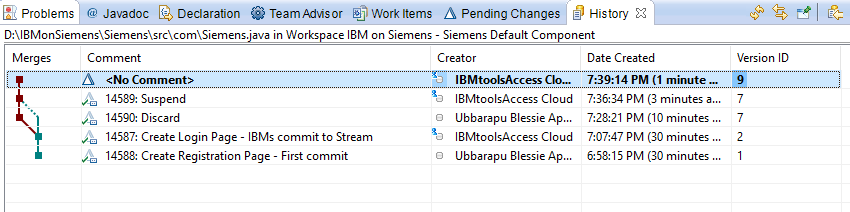 Problems @ Javadoc Declaration Team Advisor Work Items Pending Changes History
D:\IBMonSiemens\Siemens\src\com\Siemens.java in Workspace IBM on Siemens - Siemens Default Component
Merges Comment Creator Date Created Version ID
<No Comment> IBMtoolsAccess Clo... 7:39:14 PM (1 minute ... 9
14589: Suspend IBMtoolsAccess Cloud 7:36:34 PM (3 minutes a... 7
14590: Discard Ubbarapu Blessie Ap... 7:28:21 PM (10 minutes ... 7
14587: Create Login Page - IBMs commit to Stream IBMtoolsAccess Cloud 7:07:47 PM (30 minutes ... 2
14588: Create Registration Page - First commit Ubbarapu Blessie Ap... 6:58:15 PM (30 minutes ... 1